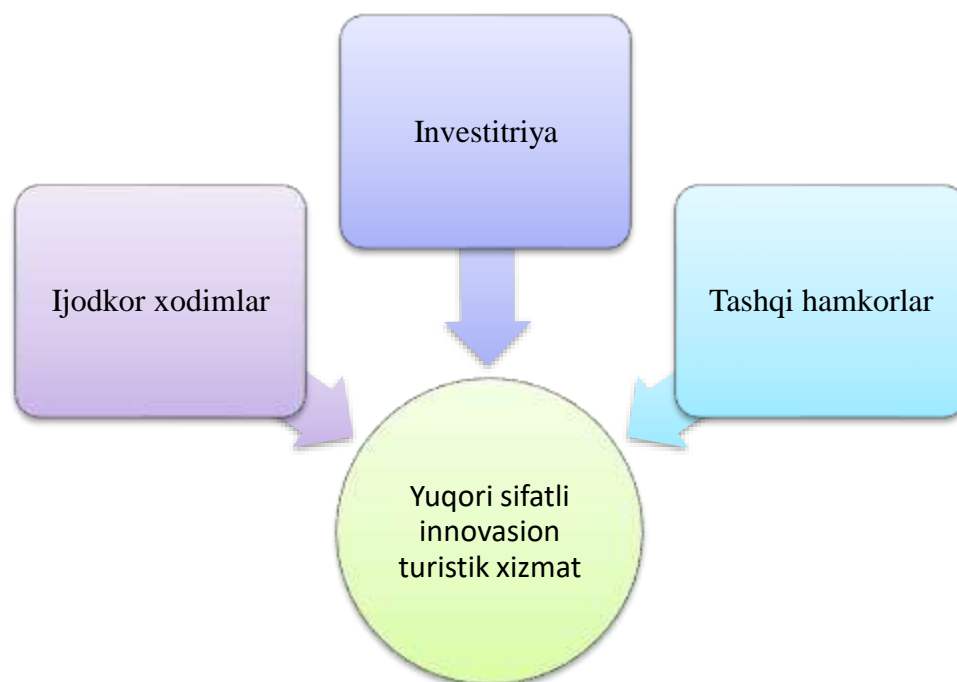 Investitriya
Ijodkor xodimlar
Tashqi hamkorlar
Yuqori sifatli
innovasion
turistik xizmat